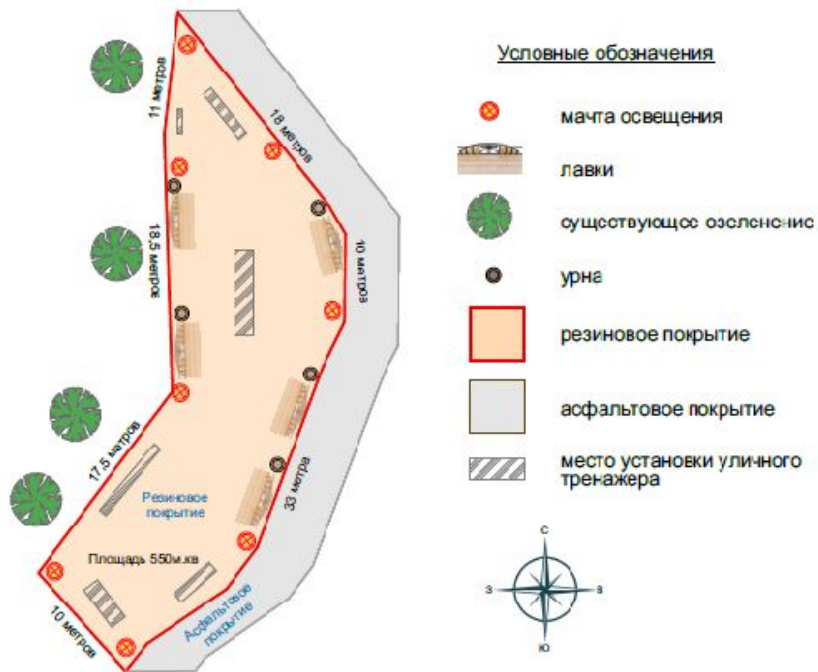 Условные обозначения
мачта освещения
лавки
существующее озеленение
урна
резиновое покрытие
асфальтовое покрытие
место установки уличного
тренажера
11 метров
18 метров
18,5 метров
10 метров
17,5 метров
33 метра
Резиновое
покрытие
Площадь 550м.кв
Асфальтовое
покрытие
10 метров
С
З
В
Ю